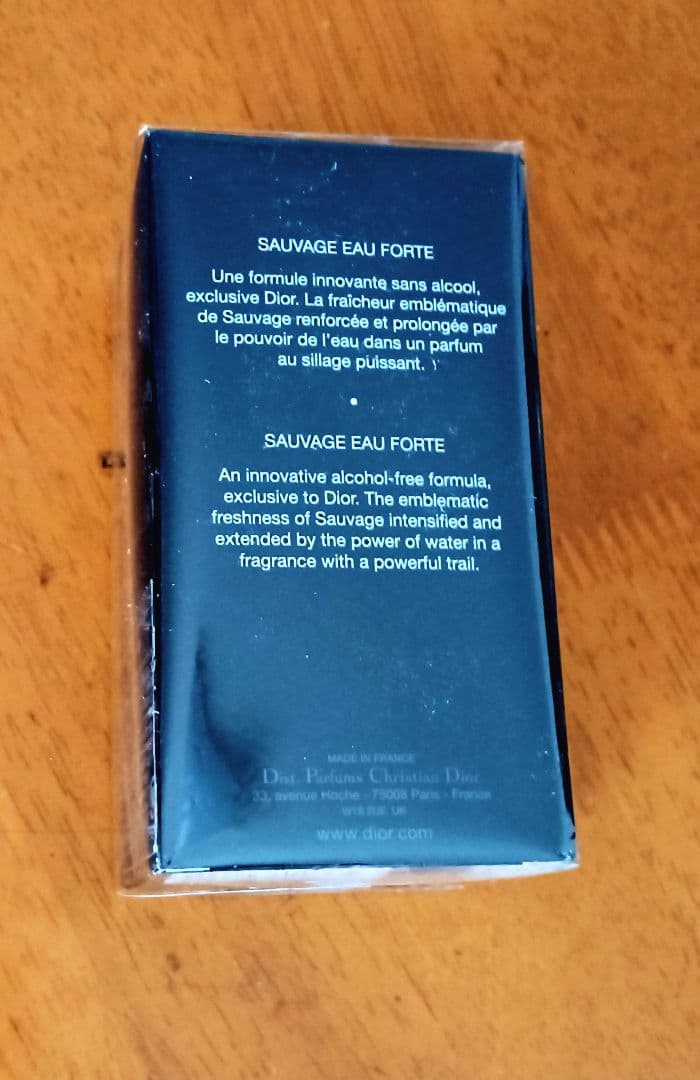 SAUVAGE EAU FORTE
Une formule innovante sans alcool,
exclusive Dior. La fraîcheur emblématique
de Sauvage renforcée et prolongée par
le pouvoir de l'eau dans un parfum
au sillage puissant.
SAUVAGE EAU FORTE
An innovative alcohol-free formula,
exclusive to Dior. The emblematic
freshness of Sauvage intensified and
extended by the power of water in a
fragrance with a powerful trail.
MADE IN FRANCE
Dist. Parfums Christian Dior
33, avenue Hoche - 75008 Paris - France
UK
www.dior.com